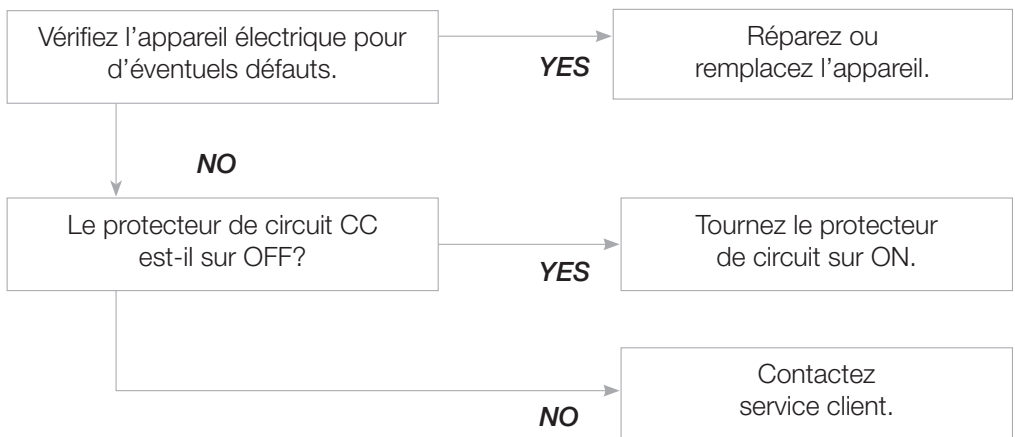 Vérifiez l’appareil électrique pour
d’éventuels défauts.
YES
Réparez ou
remplacez l’appareil.
NO
Le protecteur de circuit CC
est-il sur OFF?
YES
Tournez le protecteur
de circuit sur ON.
NO
Contactez
service client.